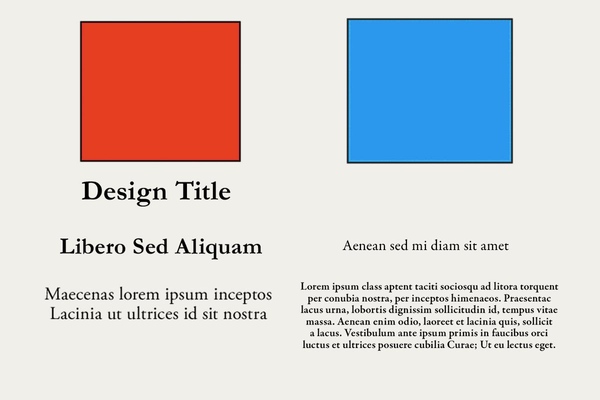 Design Title
Libero Sed Aliquam
Maecenas lorem ipsum inceptos
Lacinia ut ultrices id sit nostra
Aenean sed mi diam sit amet
Lorem ipsum class aptent taciti sociosqu ad litora torquent
per conubia nostra, per inceptos himenaeos. Praesentac
lacus urna, lobortis dignissim sollicitudin id, tempus vitae
massa. Aenean enim odio, laoreet et lacinia quis, sollicit
a lacus. Vestibulum ante ipsum primis in faucibus orci
luctus et ultrices posuere cubilia Curae; Ut eu lectus eget.